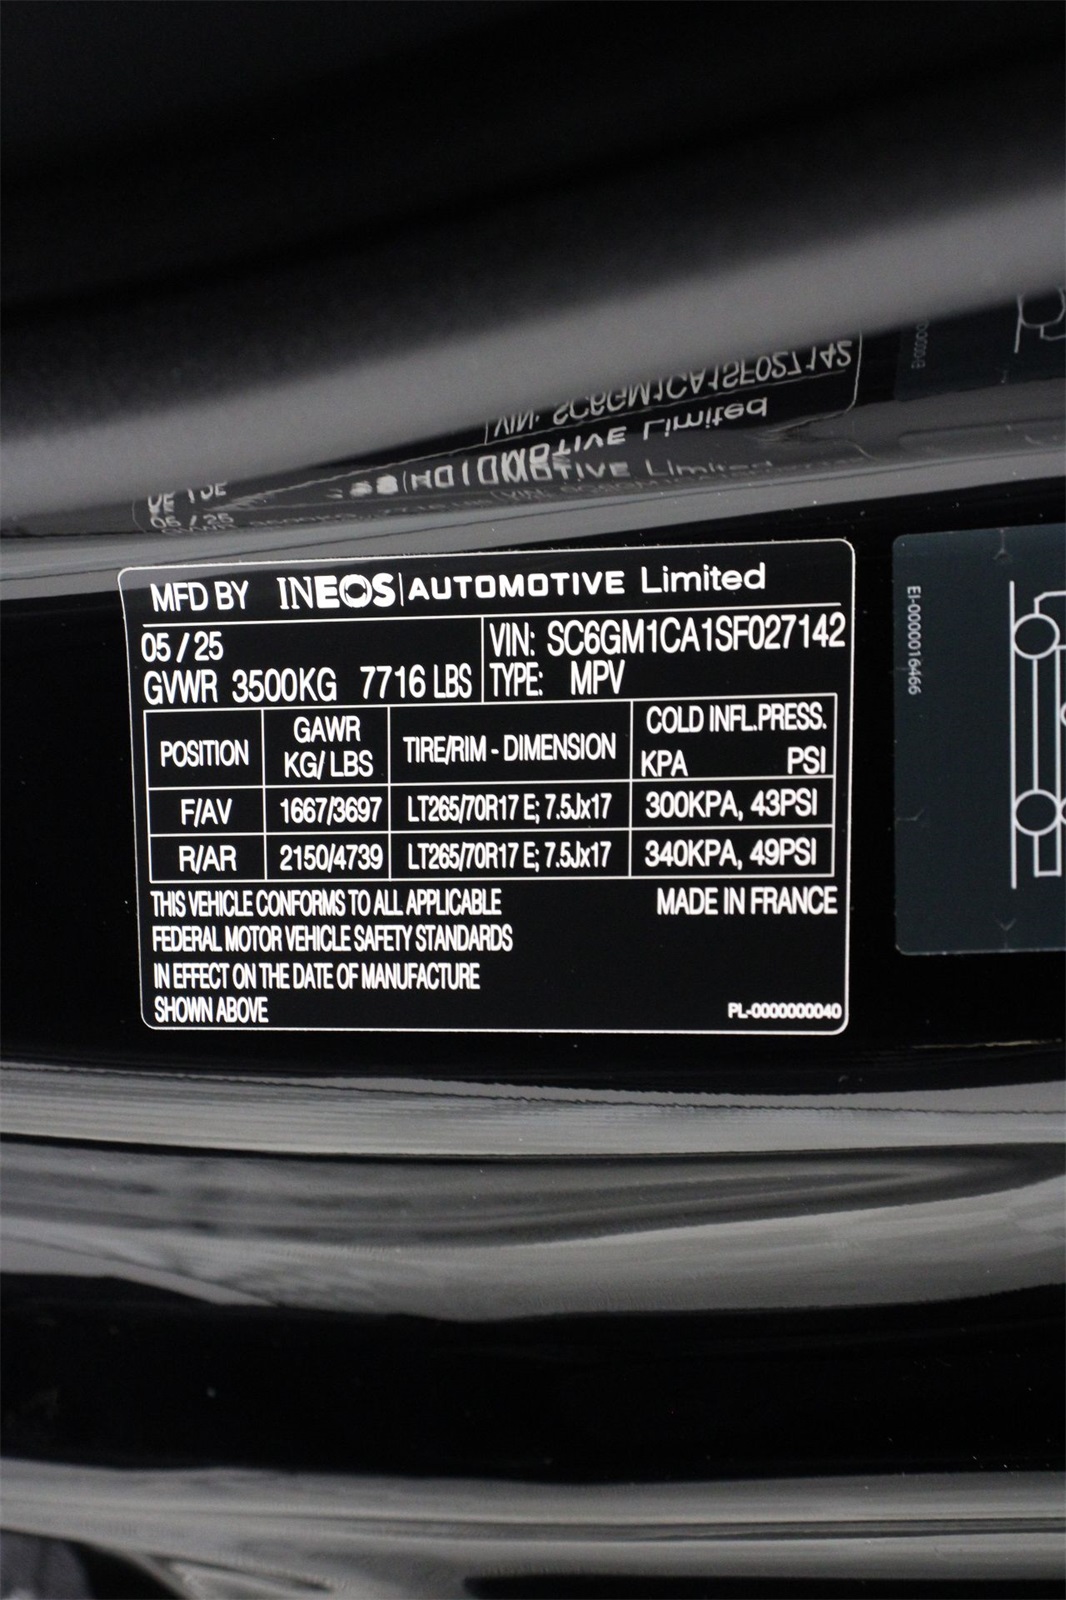 MFD BY INEOS|AUTOMOTIVE Limited
05 / 25
GVWR 3500KG 7716 LBS
VIN: SC6GM1CA1SF027142
TYPE: MPV
POSITION GAWR KG/ LBS TIRE/RIM - DIMENSION COLD INFL.PRESS. KPA PSI
F/AV 1667/3697 LT265/70R17 E; 7.5Jx17 300KPA, 43PSI
R/AR 2150/4739 LT265/70R17 E; 7.5Jx17 340KPA, 49PSI
THIS VEHICLE CONFORMS TO ALL APPLICABLE
FEDERAL MOTOR VEHICLE SAFETY STANDARDS
IN EFFECT ON THE DATE OF MANUFACTURE
SHOWN ABOVE
MADE IN FRANCE
PL-0000000040
EI-0000016466